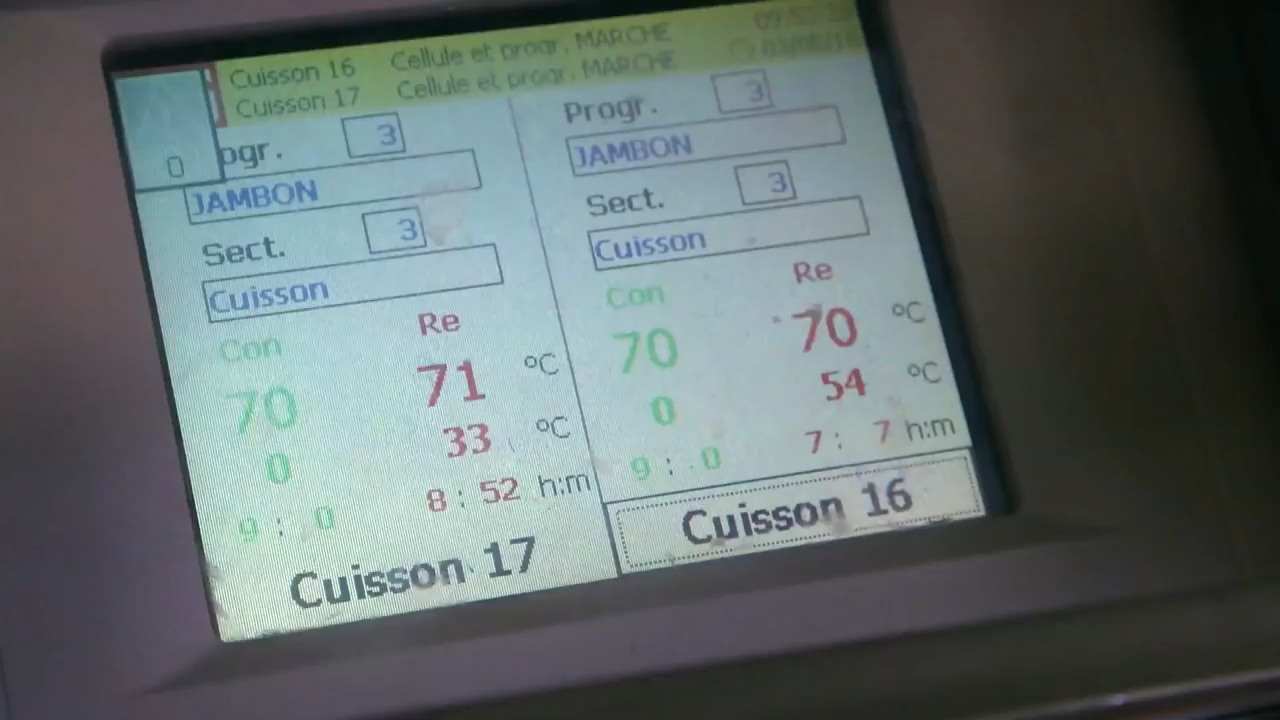 Cuisson 16 Cellule et progr. MARCHE
Cuisson 17 Cellule et progr. MARCHE
0
ogr. 3
JAMBON
Sect. 3
Cuisson
Con Re
70 71 °C
0 33 °C
9 : 0 8 : 52 h:m
Cuisson 17
Progr. 3
JAMBON
Sect. 3
Cuisson
Con Re
70 70 °C
0 54 °C
9 : 0 7 : 7 h:m
Cuisson 16